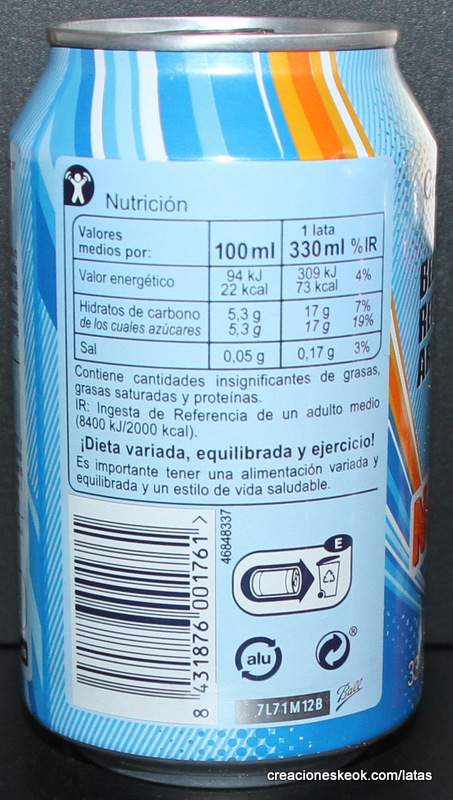 Nutrición
Valores medios por: 100 ml 1 lata 330 ml %IR
Valor energético 94 kJ 22 kcal 309 kJ 73 kcal 4%
Hidratos de carbono 5,3 g 17 g 7%
de los cuales azúcares 5,3 g 17 g 19%
Sal 0,05 g 0,17 g 3%
Contiene cantidades insignificantes de grasas,
grasas saturadas y proteínas.
IR: Ingesta de Referencia de un adulto medio
(8400 kJ/2000 kcal).
¡Dieta variada, equilibrada y ejercicio!
Es importante tener una alimentación variada y
equilibrada y un estilo de vida saludable.
8 431876 001761 >
46848337
E
alu
®
Ball
7L71M12B
creacioneskeok.com/latas